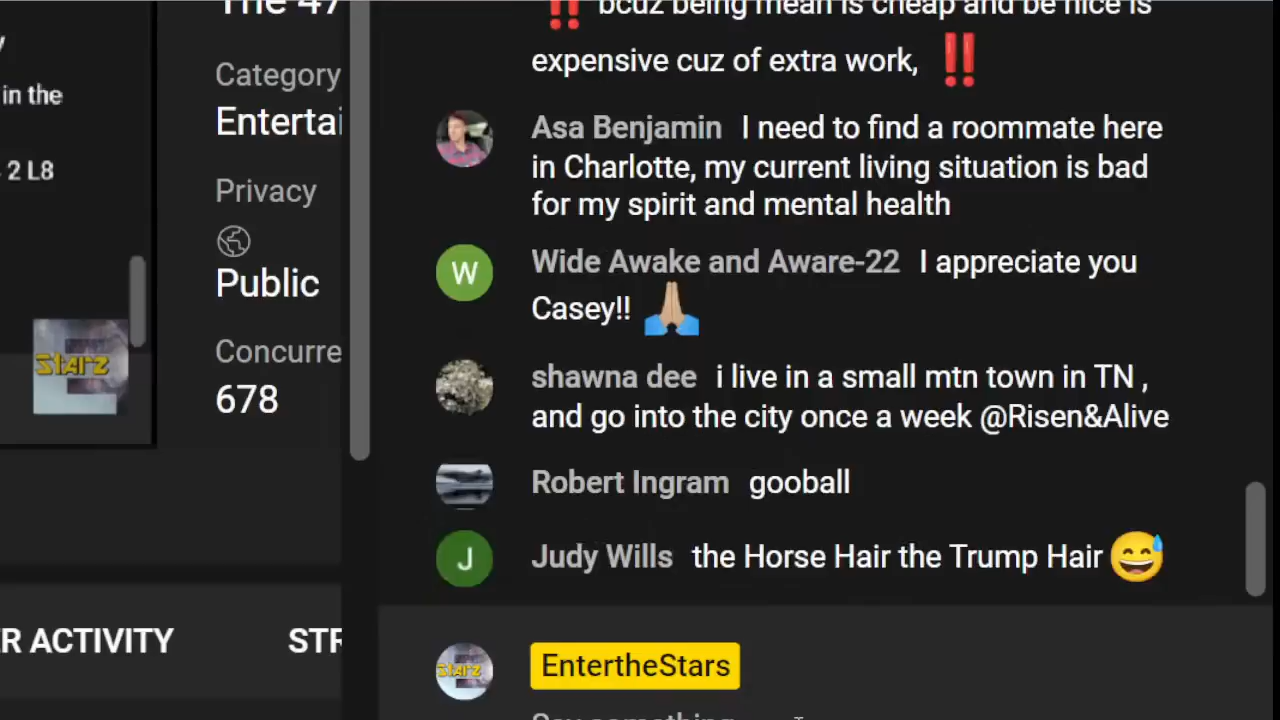 The 47
y
in the
2 L8
Starz
Category
Entertai
Privacy
Public
Concurre
678
R ACTIVITY
STR
‼️ bcuz being mean is cheap and be nice is
expensive cuz of extra work, ‼️
Asa Benjamin I need to find a roommate here
in Charlotte, my current living situation is bad
for my spirit and mental health
W
Wide Awake and Aware-22 I appreciate you
Casey!! 🙏🏼
shawna dee i live in a small mtn town in TN ,
and go into the city once a week @Risen&Alive
Robert Ingram gooball
J
Judy Wills the Horse Hair the Trump Hair 😅
Starz
EntertheStars
Say something...